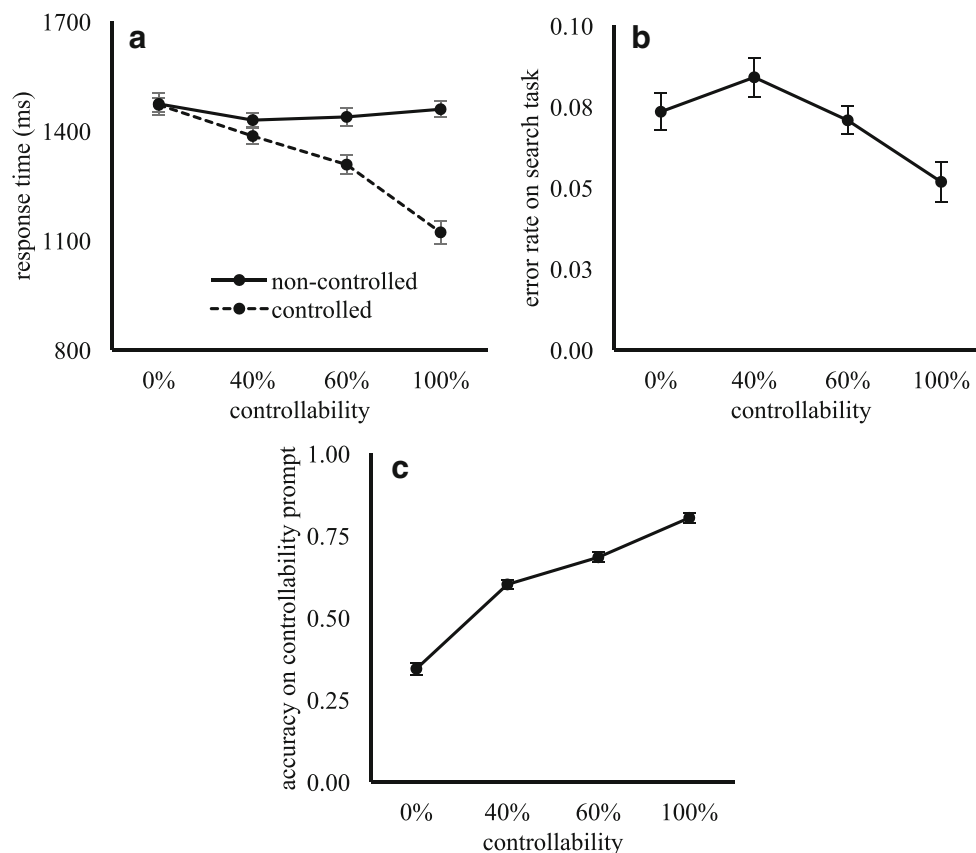 a
response time (ms)
1700
1400
1100
800
non-controlled
controlled
0% 40% 60% 100%
controllability
b
error rate on search task
0.10
0.08
0.05
0.03
0.00
0% 40% 60% 100%
controllability
c
accuracy on controllability prompt
1.00
0.75
0.50
0.25
0.00
0% 40% 60% 100%
controllability